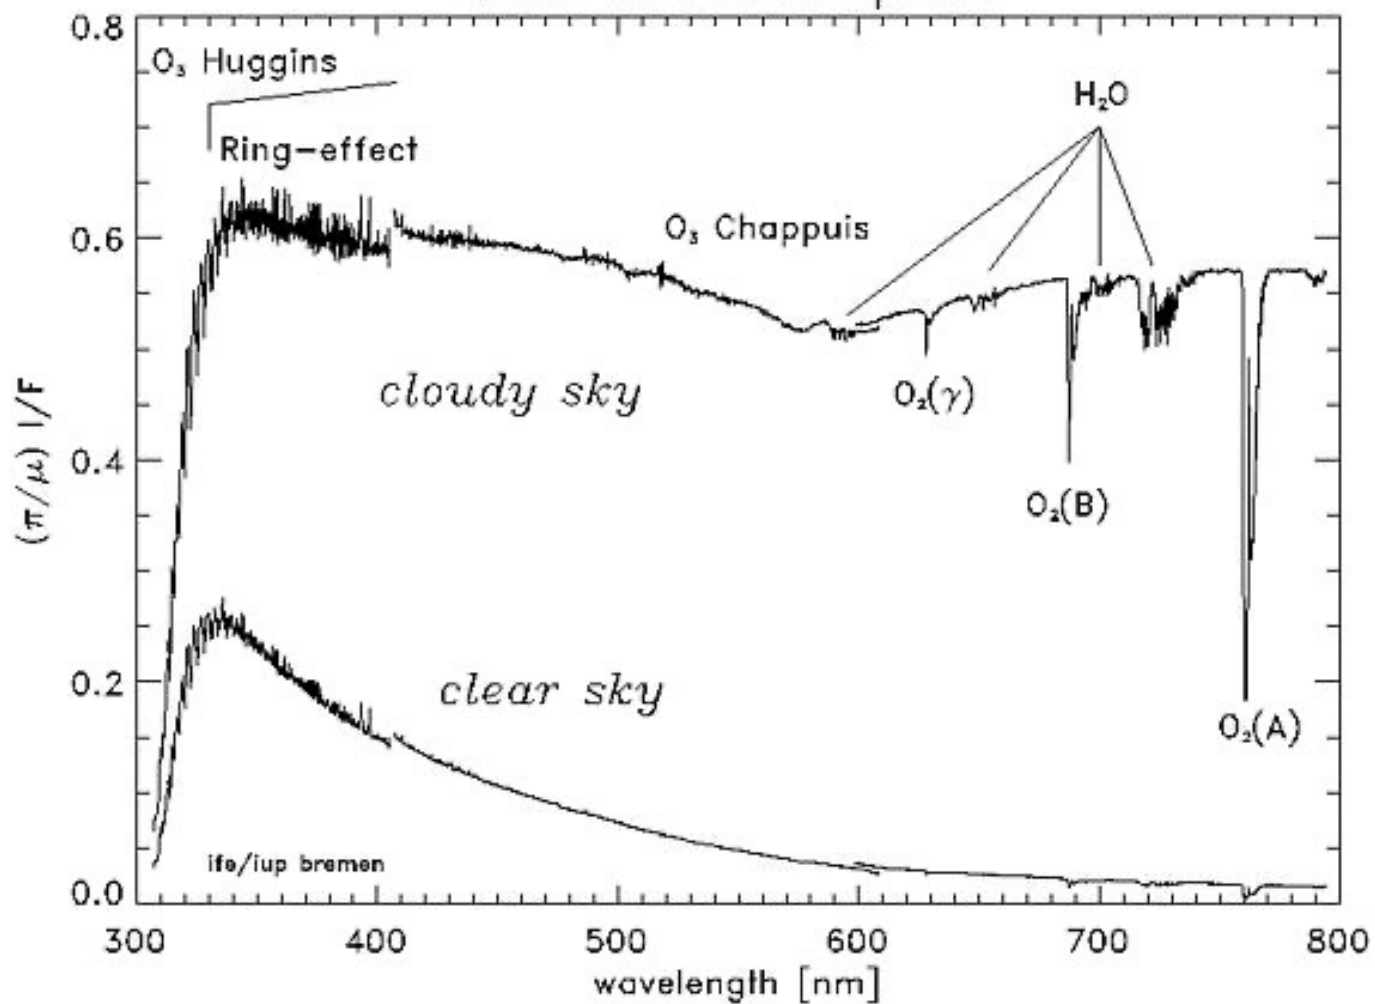 0.8
O₃ Huggins
H₂O
Ring-effect
O₃ Chappuis
0.6
cloudy sky
O₂(γ)
(π/μ) I/F
0.4
O₂(B)
clear sky
0.2
O₂(A)
ife/iup bremen
0.0
300 400 500 600 700 800
wavelength [nm]